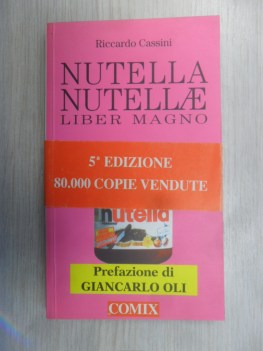 Riccardo Cassini
NUTELLA
NUTELLÆ
LIBER MAGNO
5ª EDIZIONE
80.000 COPIE VENDUTE
nutella
Prefazione di
GIANCARLO OLI
COMIX